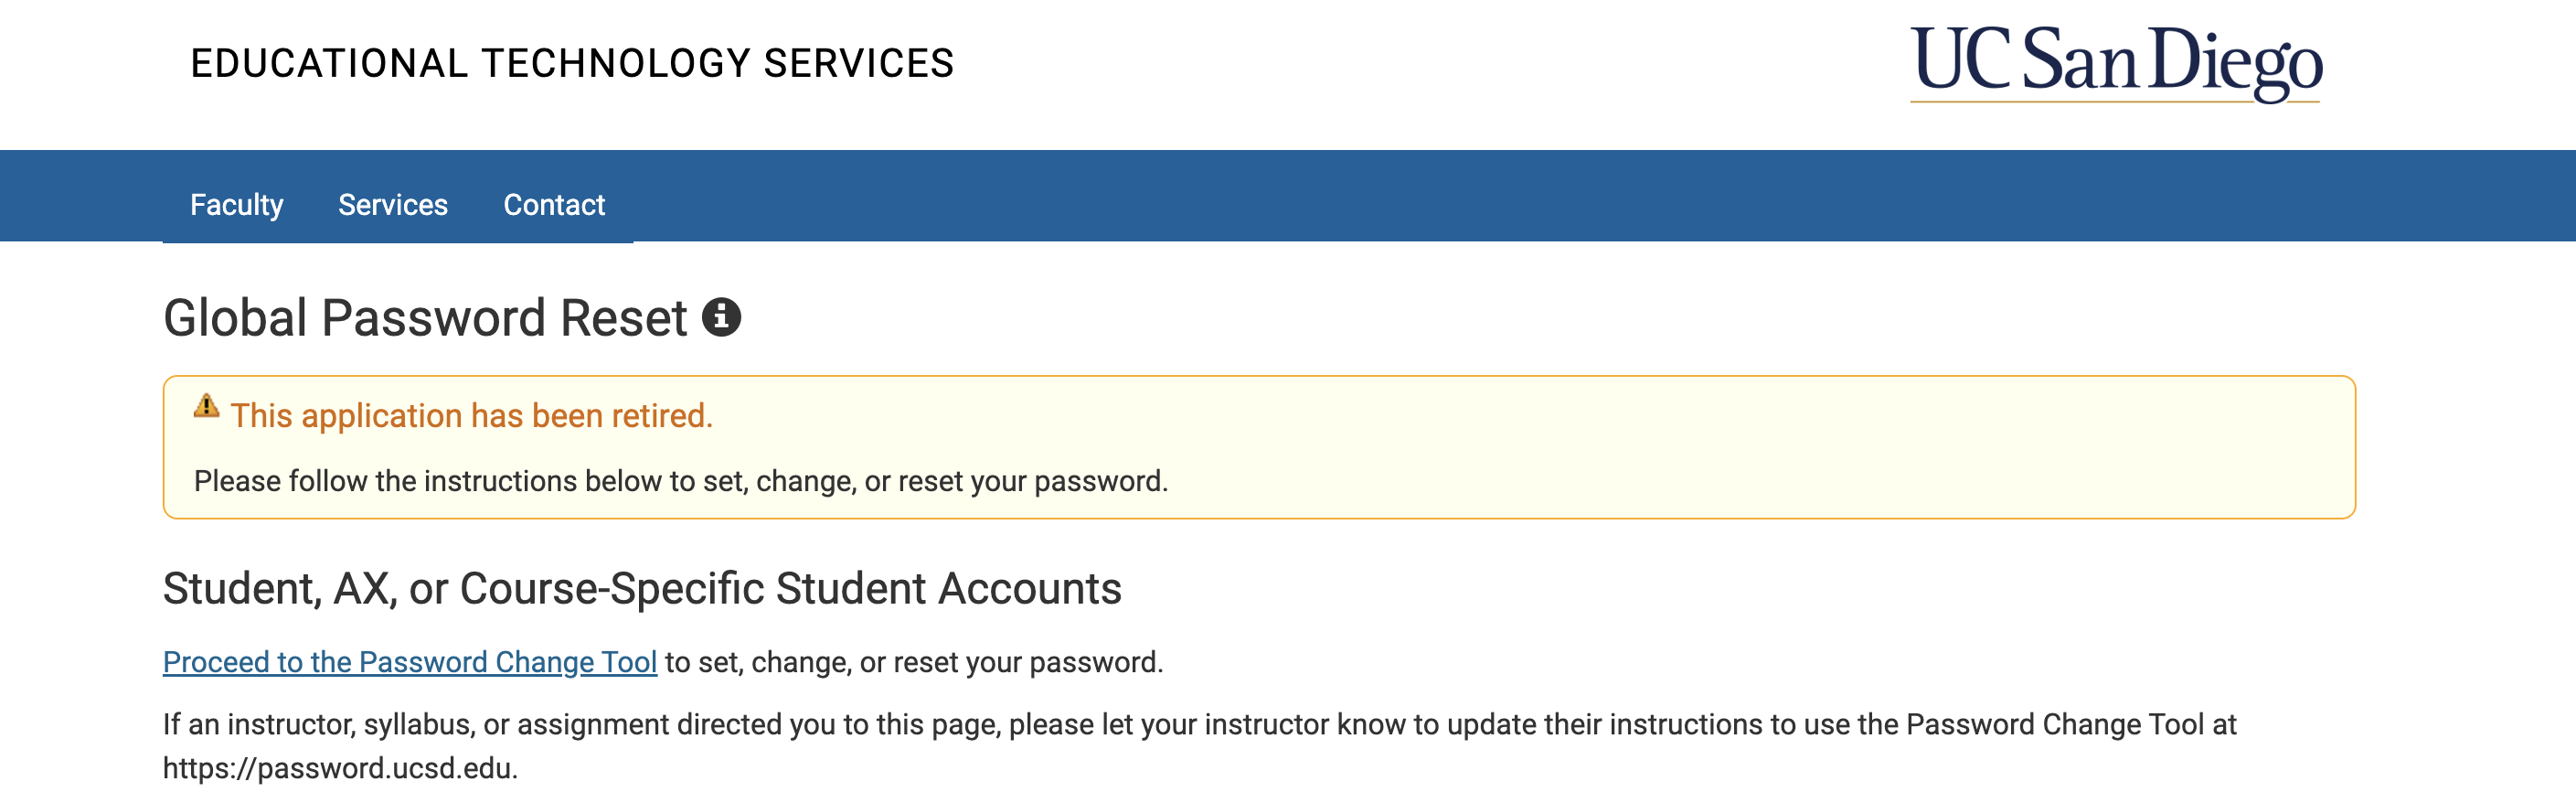 EDUCATIONAL TECHNOLOGY SERVICES
UC San Diego
Faculty Services Contact
Global Password Reset
This application has been retired.
Please follow the instructions below to set, change, or reset your password.
Student, AX, or Course-Specific Student Accounts
Proceed to the Password Change Tool to set, change, or reset your password.
If an instructor, syllabus, or assignment directed you to this page, please let your instructor know to update their instructions to use the Password Change Tool at
https://password.ucsd.edu.